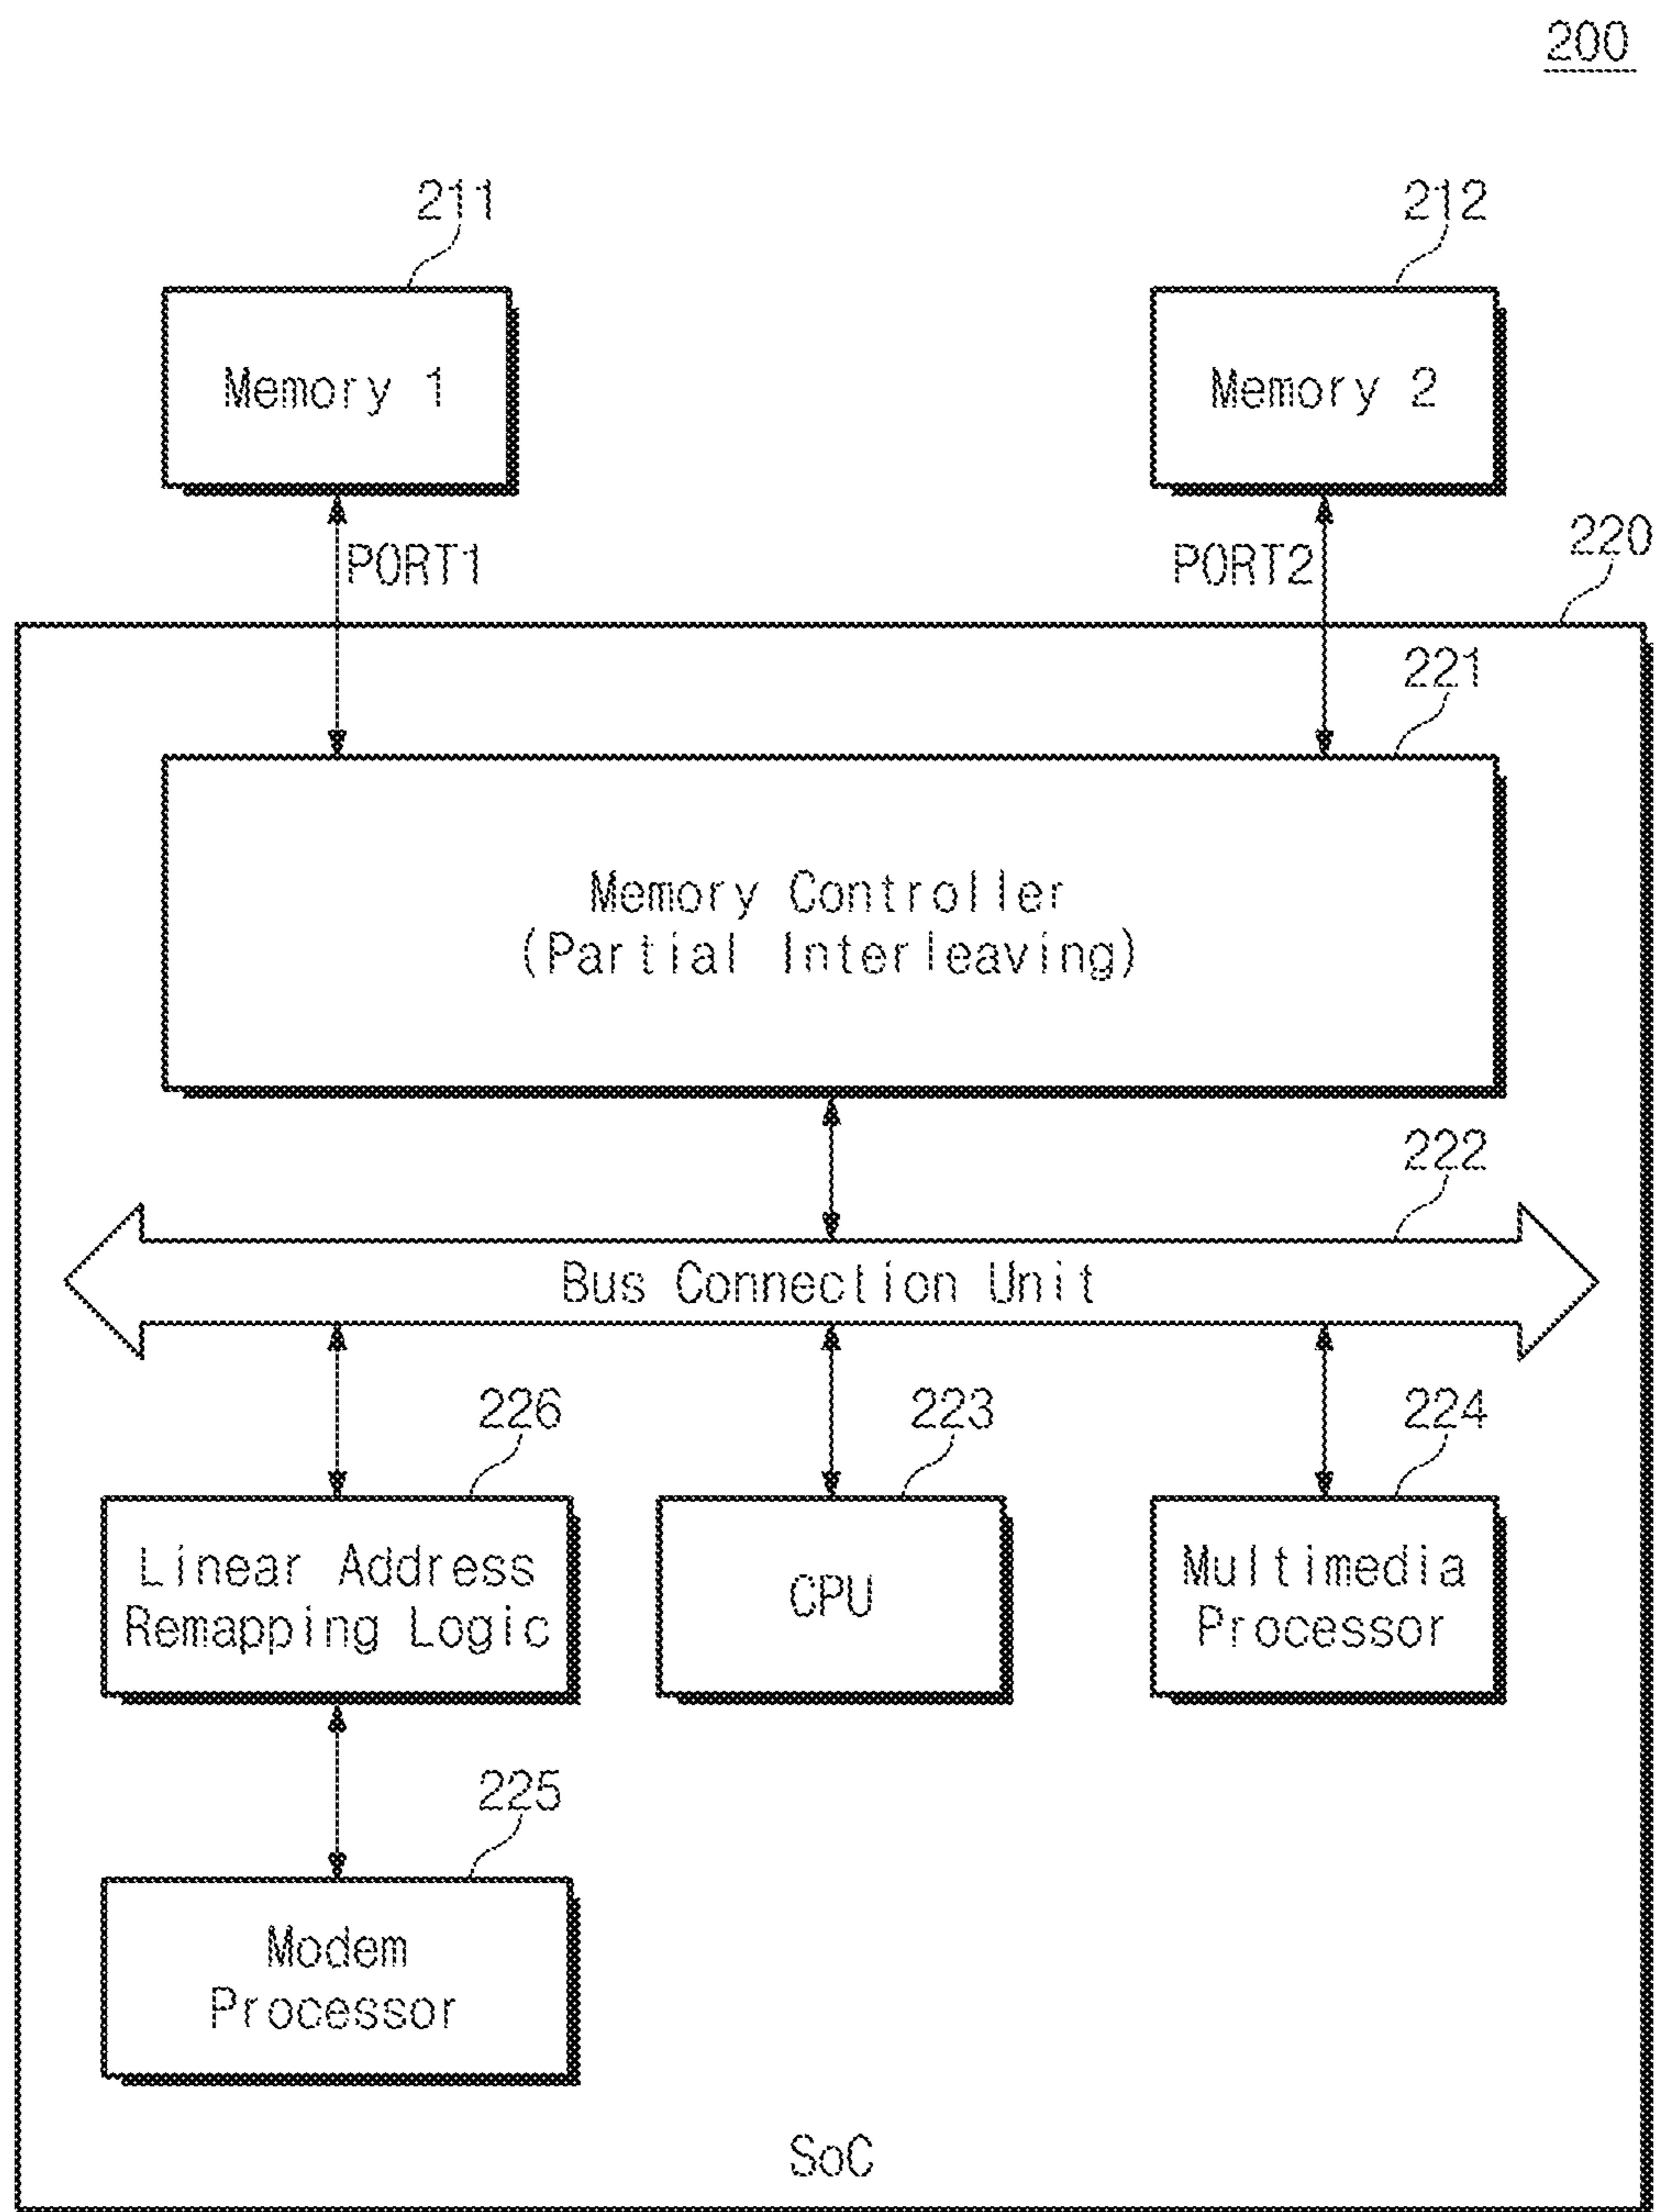 200
211
212
Memory 1
Memory 2
PORT1
PORT2
220
221
Memory Controller
(Partial Interleaving)
222
Bus Connection Unit
226
223
224
Linear Address
Remapping Logic
CPU
Multimedia
Processor
225
Modem
Processor
SoC